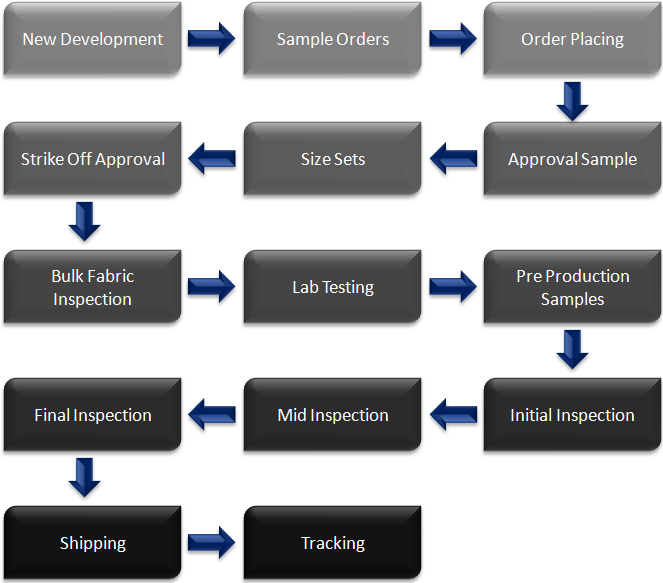 New Development
Sample Orders
Order Placing
Approval Sample
Size Sets
Strike Off Approval
Bulk Fabric
Inspection
Lab Testing
Pre Production
Samples
Initial Inspection
Mid Inspection
Final Inspection
Shipping
Tracking